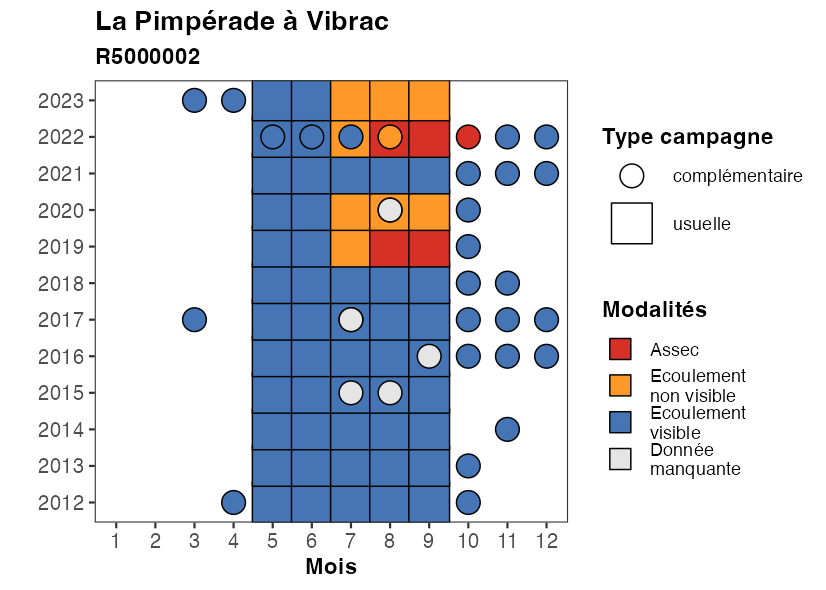 La Pimpérade à Vibrac
R5000002
2023
2022
2021
2020
2019
2018
2017
2016
2015
2014
2013
2012
1 2 3 4 5 6 7 8 9 10 11 12
Mois
Type campagne
complémentaire
usuelle
Modalités
Assec
Ecoulement
non visible
Ecoulement
visible
Donnée
manquante